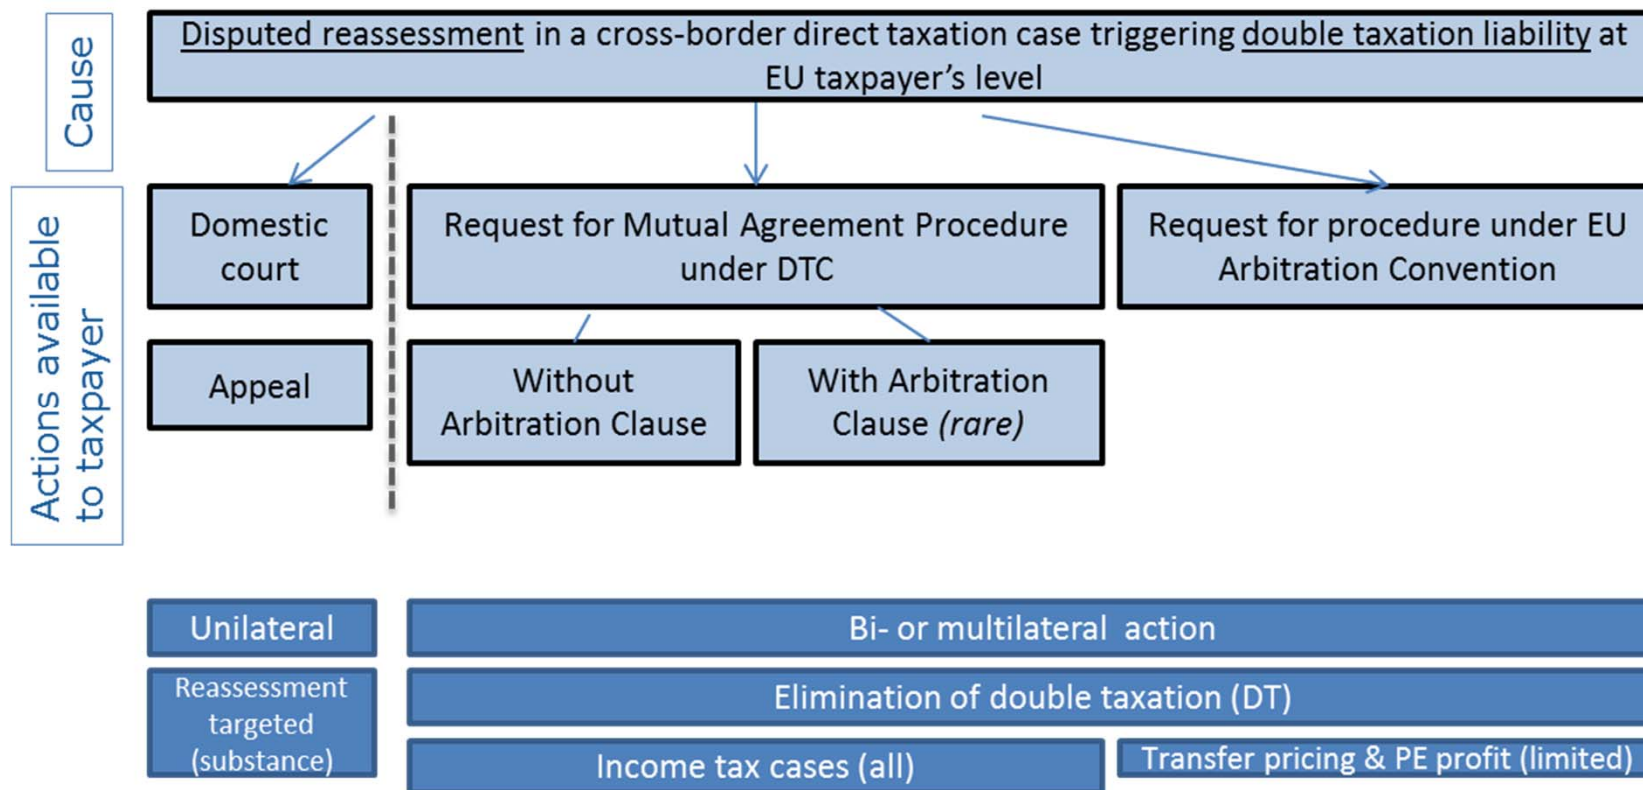 Cause
Disputed reassessment in a cross-border direct taxation case triggering double taxation liability at
EU taxpayer's level
Actions available
to taxpayer
Domestic
court
Request for Mutual Agreement Procedure
under DTC
Request for procedure under EU
Arbitration Convention
Appeal
Without
Arbitration Clause
With Arbitration
Clause (rare)
Unilateral
Bi- or multilateral action
Reassessment
targeted
(substance)
Elimination of double taxation (DT)
Income tax cases (all)
Transfer pricing & PE profit (limited)